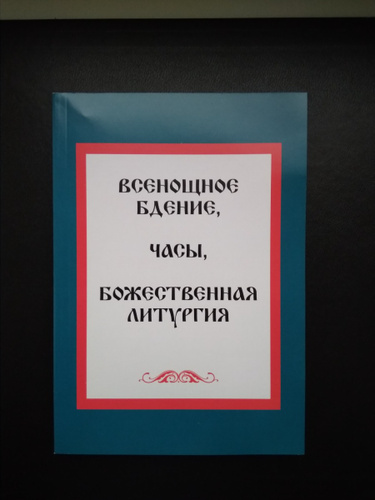 ВСЕНОЩНОЕ
БДЕНИЕ,
ЧАСЫ,
БОЖЕСТВЕННАЯ
ЛИТУРГИЯ